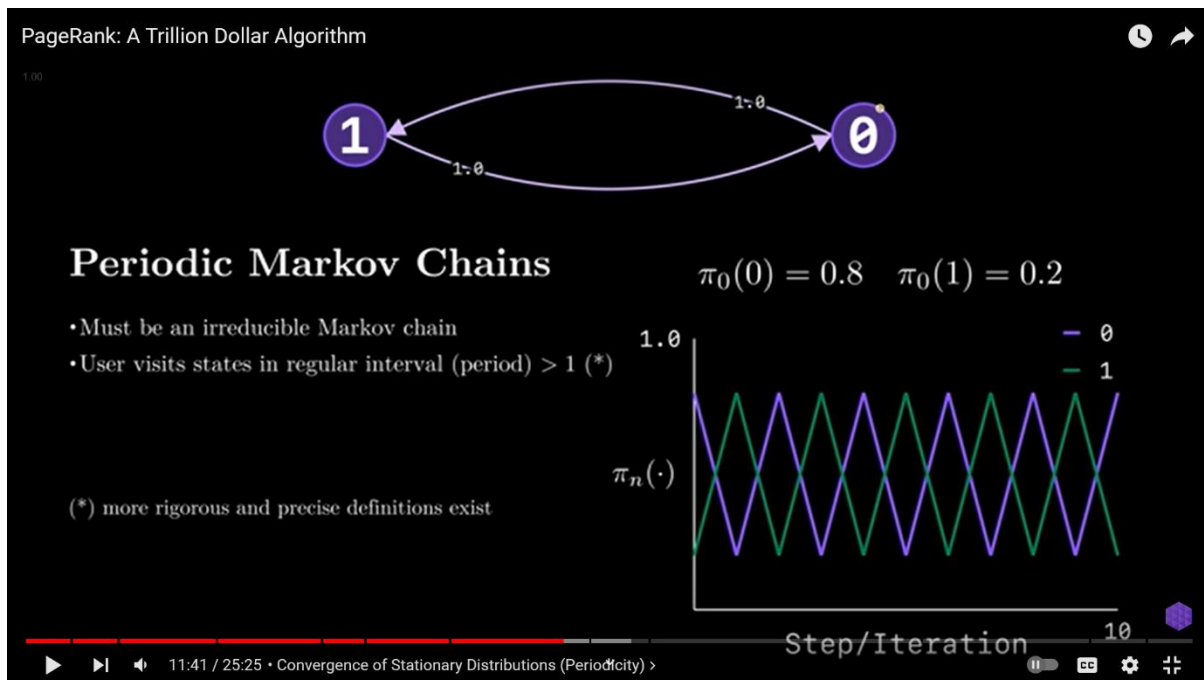 PageRank: A Trillion Dollar Algorithm
1.00
1.0
1
0
1.0
Periodic Markov Chains
π₀(0) = 0.8 π₀(1) = 0.2
•Must be an irreducible Markov chain
1.0
0
•User visits states in regular interval (period) > 1 (*)
1
πₙ(·)
(*) more rigorous and precise definitions exist
10
Step/Iteration
11:41 / 25:25 • Convergence of Stationary Distributions (Periodicity) ›
CC